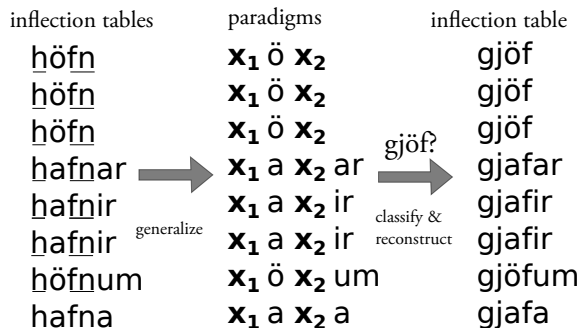 inflection tables paradigms inflection table
höfn x₁ ö x₂ gjöf
höfn x₁ ö x₂ gjöf
höfn x₁ ö x₂ gjöf
gjöf?
hafnar x₁ a x₂ ar gjafar
hafnir x₁ a x₂ ir gjafir
generalize classify &
reconstruct
hafnir x₁ a x₂ ir gjafir
höfnum x₁ ö x₂ um gjöfum
hafna x₁ a x₂ a gjafa